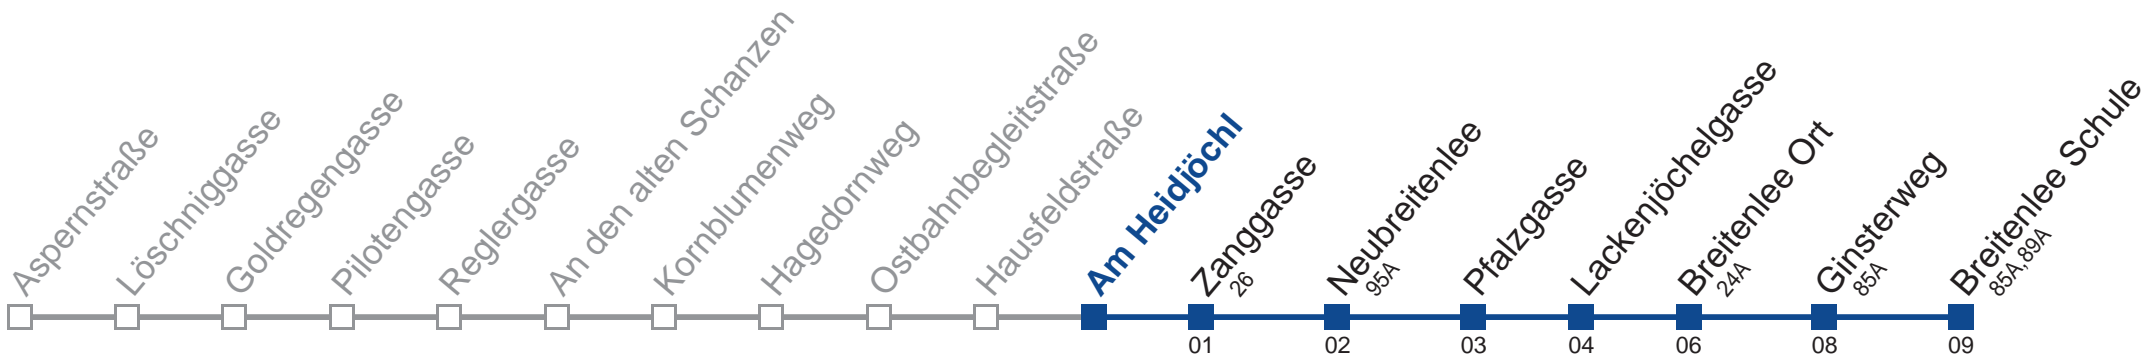 Aspernstraße
Löschniggasse
Goldregengasse
Pilotengasse
Reglergasse
An den alten Schanzen
Kornblumenweg
Hagedornweg
Ostbahnbegleitstraße
Hausfeldstraße
Am Heidjöchl
Zanggasse
26
Neubreitenlee
95A
Pfalzgasse
Lackenjöchelgasse
Breitenlee Ort
24A
Ginsterweg
85A
Breitenlee Schule
85A,89A
01 02 03 04 06 08 09